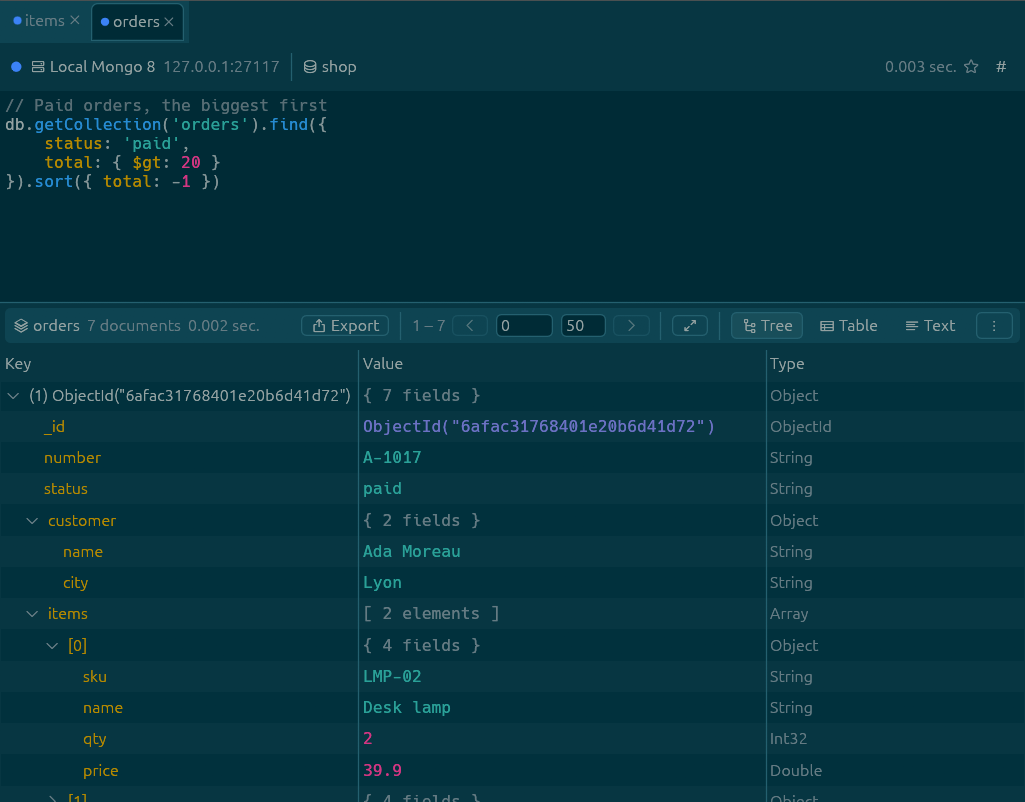 items × orders ×
Local Mongo 8 127.0.0.1:27117 shop 0.003 sec. #
// Paid orders, the biggest first
db.getCollection('orders').find({
    status: 'paid',
    total: { $gt: 20 }
}).sort({ total: -1 })
orders 7 documents 0.002 sec. Export 1 – 7 0 50 Tree Table Text
Key Value Type
(1) ObjectId("6afac31768401e20b6d41d72") { 7 fields } Object
_id ObjectId("6afac31768401e20b6d41d72") ObjectId
number A-1017 String
status paid String
customer { 2 fields } Object
name Ada Moreau String
city Lyon String
items [ 2 elements ] Array
[0] { 4 fields } Object
sku LMP-02 String
name Desk lamp String
qty 2 Int32
price 39.9 Double
[1] { 4 fields } Object